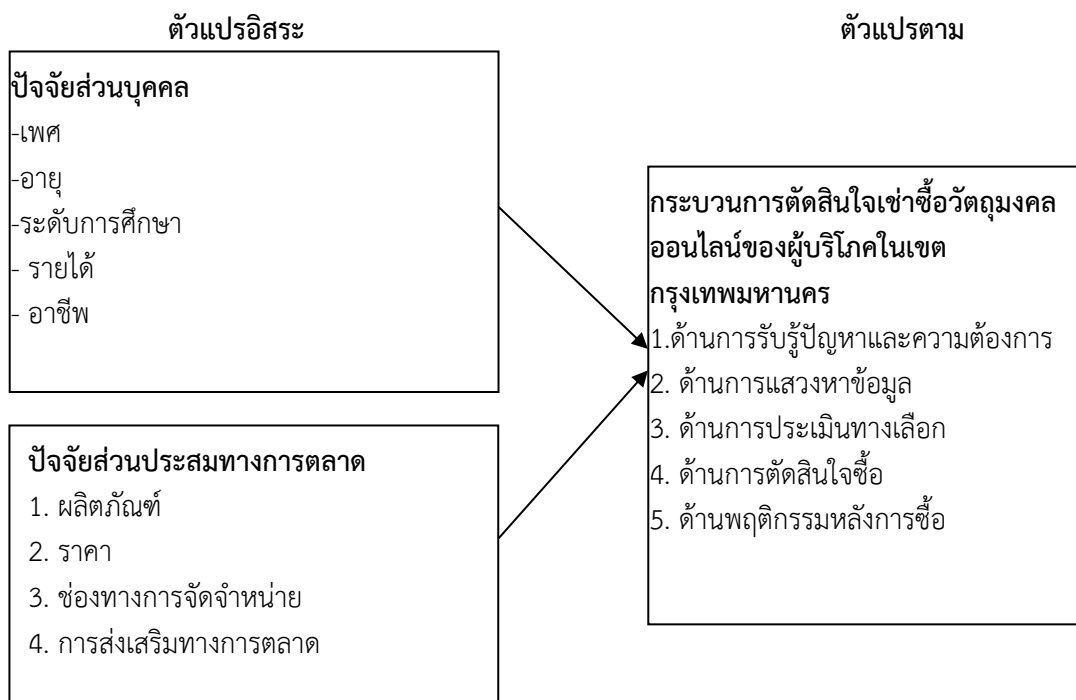 ตัวแปรอิสระ
ตัวแปรตาม
ปัจจัยส่วนบุคคล
-เพศ
-อายุ
-ระดับการศึกษา
- รายได้
- อาชีพ
ปัจจัยส่วนประสมทางการตลาด
1. ผลิตภัณฑ์
2. ราคา
3. ช่องทางการจัดจำหน่าย
4. การส่งเสริมทางการตลาด
กระบวนการตัดสินใจเช่าซื้อวัตถุมงคล
ออนไลน์ของผู้บริโภคในเขต
กรุงเทพมหานคร
1.ด้านการรับรู้ปัญหาและความต้องการ
2. ด้านการแสวงหาข้อมูล
3. ด้านการประเมินทางเลือก
4. ด้านการตัดสินใจซื้อ
5. ด้านพฤติกรรมหลังการซื้อ